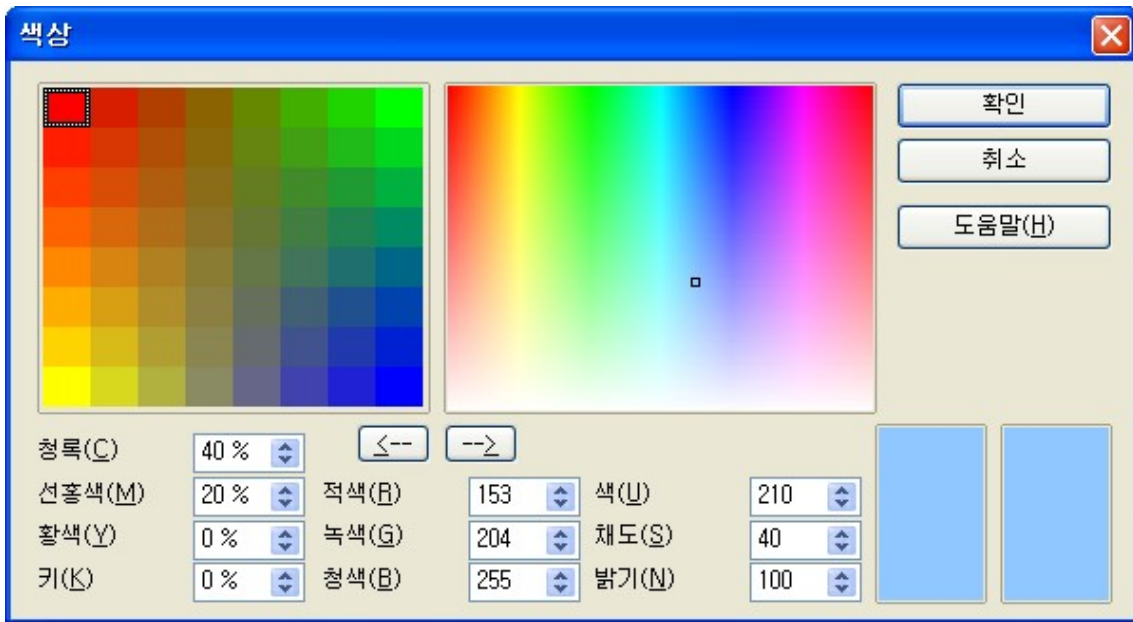 색상
확인
취소
도움말(H)
<-- -->
청록(C) 40 %
선홍색(M) 20 % 적색(R) 153 색(U) 210
황색(Y) 0 % 녹색(G) 204 채도(S) 40
키(K) 0 % 청색(B) 255 밝기(N) 100